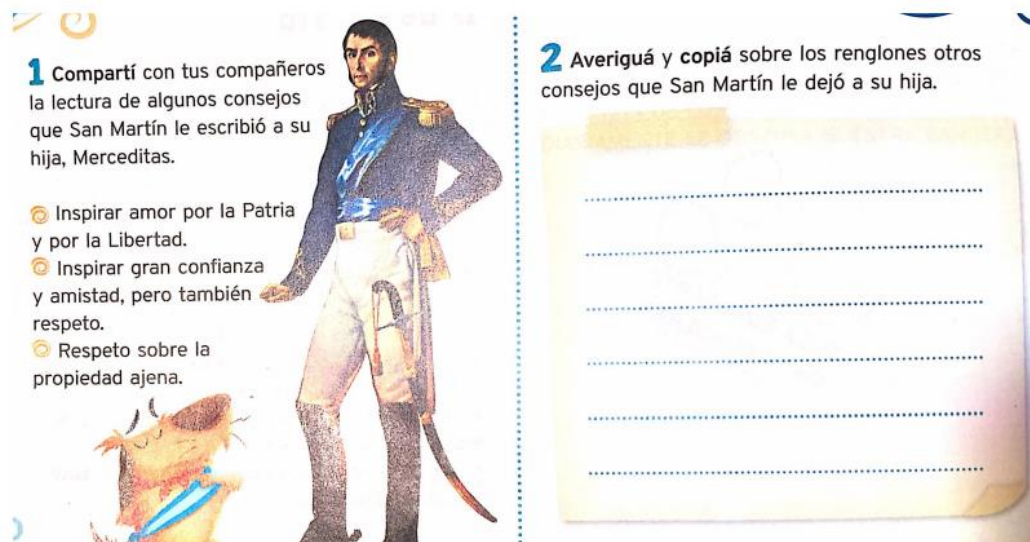 1 Compartí con tus compañeros
la lectura de algunos consejos
que San Martín le escribió a su
hija, Merceditas.
Inspirar amor por la Patria
y por la Libertad.
Inspirar gran confianza
y amistad, pero también
respeto.
Respeto sobre la
propiedad ajena.
2 Averiguá y copiá sobre los renglones otros
consejos que San Martín le dejó a su hija.